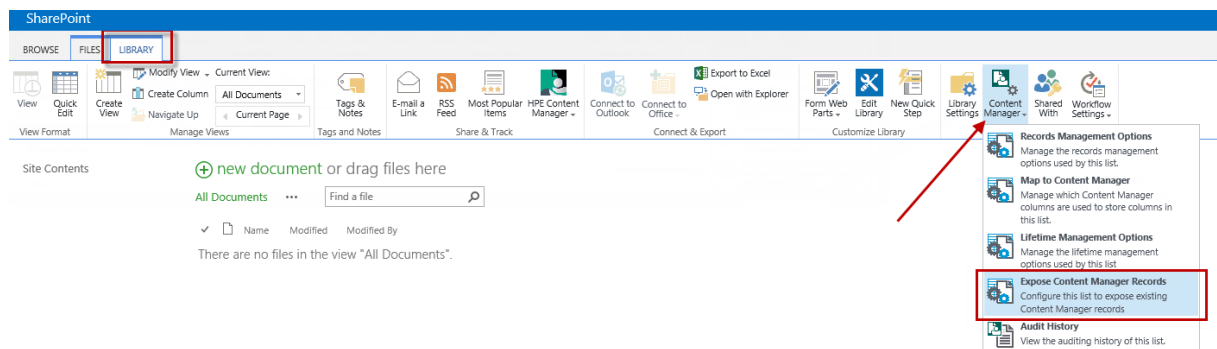 SharePoint
BROWSE FILES LIBRARY
View
Quick
Edit
View Format
Create
View
Modify View
Create Column
Navigate Up
Current View:
All Documents
Current Page
Manage Views
Tags &
Notes
Tags and Notes
E-mail a
Link
RSS
Feed
Most Popular
Items
HPE Content
Manager
Share & Track
Connect to
Outlook
Connect to
Office
Export to Excel
Open with Explorer
Connect & Export
Form Web
Parts
Edit
Library
New Quick
Step
Customize Library
Library
Settings
Content
Manager
Shared
With
Workflow
Settings
Records Management Options
Manage the records management
options used by this list.
Map to Content Manager
Manage which Content Manager
columns are used to store columns in
this list.
Lifetime Management Options
Manage the lifetime management
options used by this list
Expose Content Manager Records
Configure this list to expose existing
Content Manager records
Audit History
View the auditing history of this list.
Site Contents
new document or drag files here
All Documents ••• Find a file
Name Modified Modified By
There are no files in the view "All Documents".